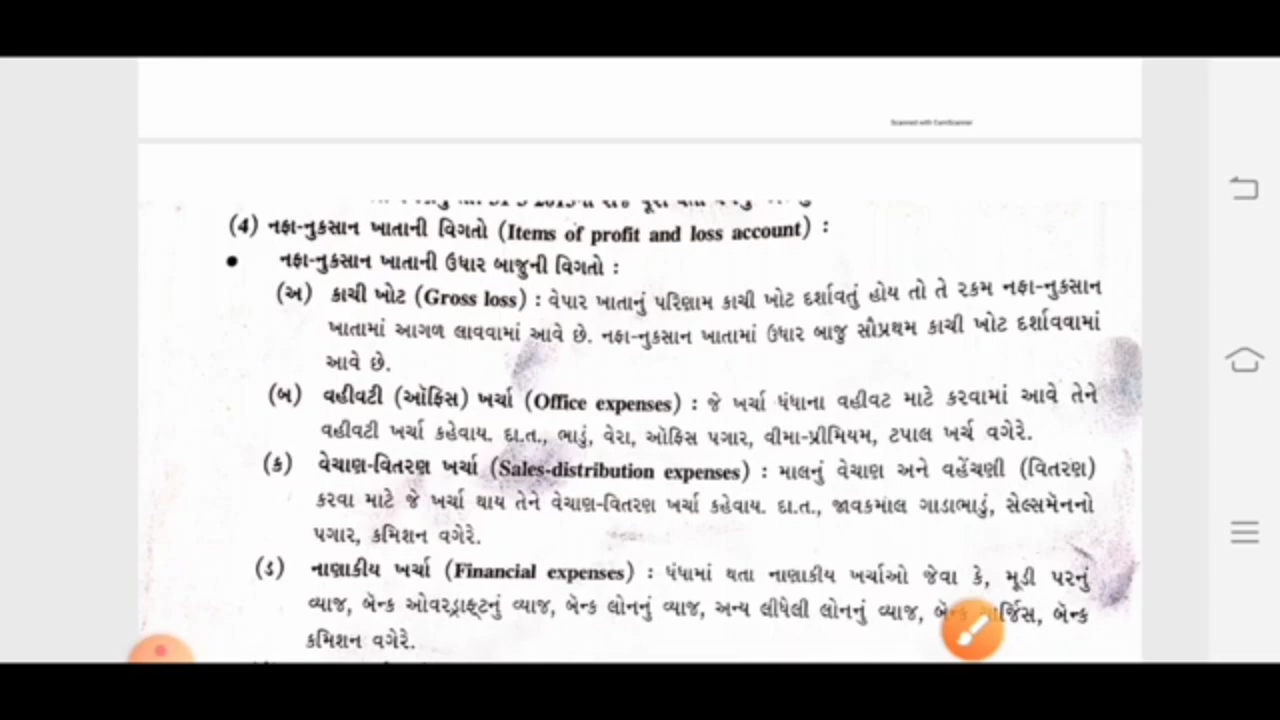 Scanned with CamScanner
(4) નફા-નુકસાન ખાતાની વિગતો (Items of profit and loss account) :
● નફા-નુકસાન ખાતાની ઉધાર બાજુની વિગતો :
(અ) કાચી ખોટ (Gross loss) : વેપાર ખાતાનું પરિણામ કાચી ખોટ દર્શાવતું હોય તો તે રકમ નફા-નુકસાન
ખાતામાં આગળ લાવવામાં આવે છે. નફા-નુકસાન ખાતામાં ઉધાર બાજુ સૌપ્રથમ કાચી ખોટ દર્શાવવામાં
આવે છે.
(બ) વહીવટી (ઑફિસ) ખર્ચા (Office expenses) : જે ખર્ચા ધંધાના વહીવટ માટે કરવામાં આવે તેને
વહીવટી ખર્ચા કહેવાય. દા.ત., ભાડું, વેરા, ઑફિસ પગાર, વીમા-પ્રીમિયમ, ટપાલ ખર્ચ વગેરે.
(ક) વેચાણ-વિતરણ ખર્ચા (Sales-distribution expenses) : માલનું વેચાણ અને વહેંચણી (વિતરણ)
કરવા માટે જે ખર્ચા થાય તેને વેચાણ-વિતરણ ખર્ચા કહેવાય. દા.ત., જાવકમાલ ગાડાભાડું, સેલ્સમૅનનો
પગાર, કમિશન વગેરે.
(ડ) નાણાકીય ખર્ચા (Financial expenses) : ધંધામાં થતા નાણાકીય ખર્ચાઓ જેવા કે, મૂડી પરનું
વ્યાજ, બૅન્ક ઓવરડ્રાફ્ટનું વ્યાજ, બૅન્ક લોનનું વ્યાજ, અન્ય લીધેલી લોનનું વ્યાજ, બૅન્ક
કમિશન વગેરે.